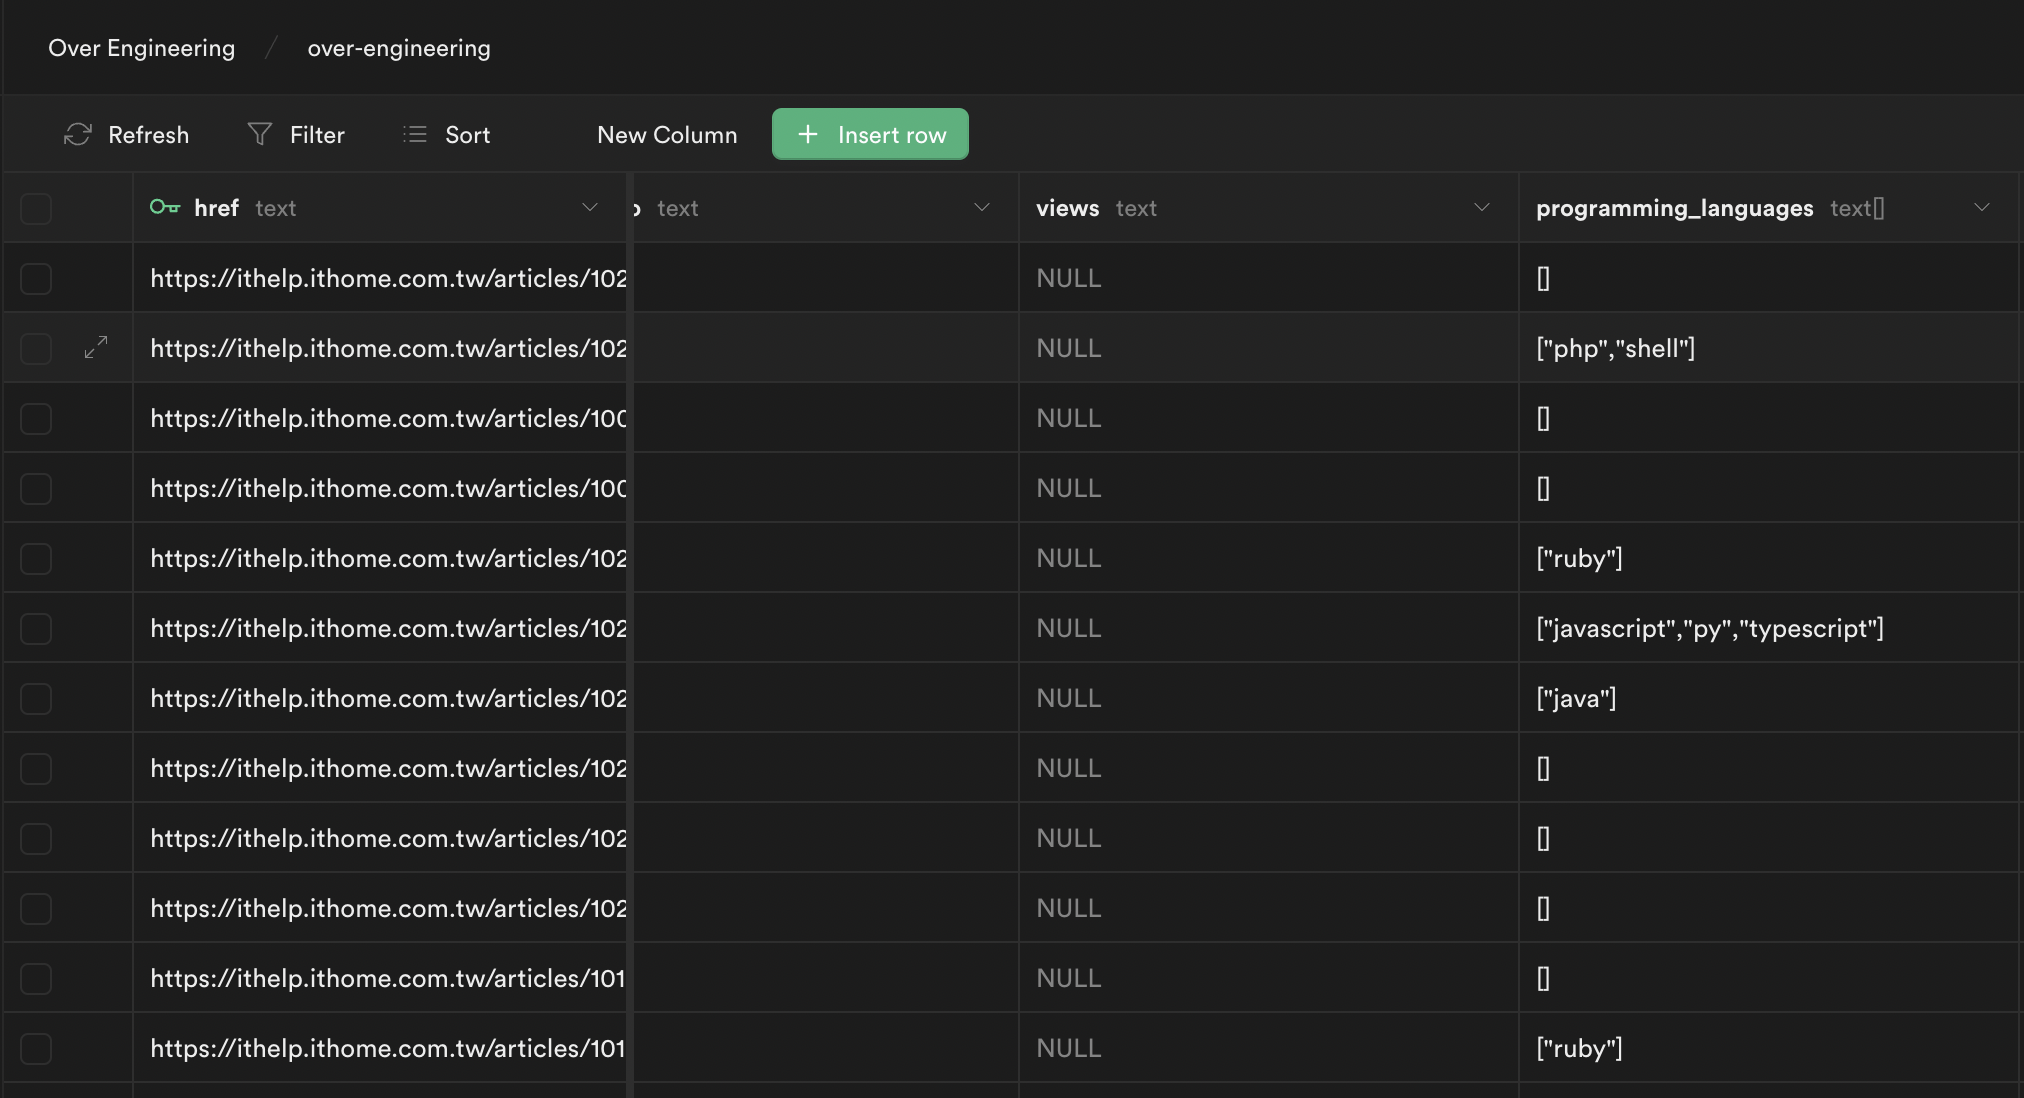 Over Engineering / over-engineering
Refresh Filter Sort New Column + Insert row
href text text views text programming_languages text[]
https://ithelp.ithome.com.tw/articles/102 NULL []
https://ithelp.ithome.com.tw/articles/102 NULL ["php","shell"]
https://ithelp.ithome.com.tw/articles/100 NULL []
https://ithelp.ithome.com.tw/articles/100 NULL []
https://ithelp.ithome.com.tw/articles/102 NULL ["ruby"]
https://ithelp.ithome.com.tw/articles/102 NULL ["javascript","py","typescript"]
https://ithelp.ithome.com.tw/articles/102 NULL ["java"]
https://ithelp.ithome.com.tw/articles/102 NULL []
https://ithelp.ithome.com.tw/articles/102 NULL []
https://ithelp.ithome.com.tw/articles/102 NULL []
https://ithelp.ithome.com.tw/articles/101 NULL []
https://ithelp.ithome.com.tw/articles/101 NULL ["ruby"]